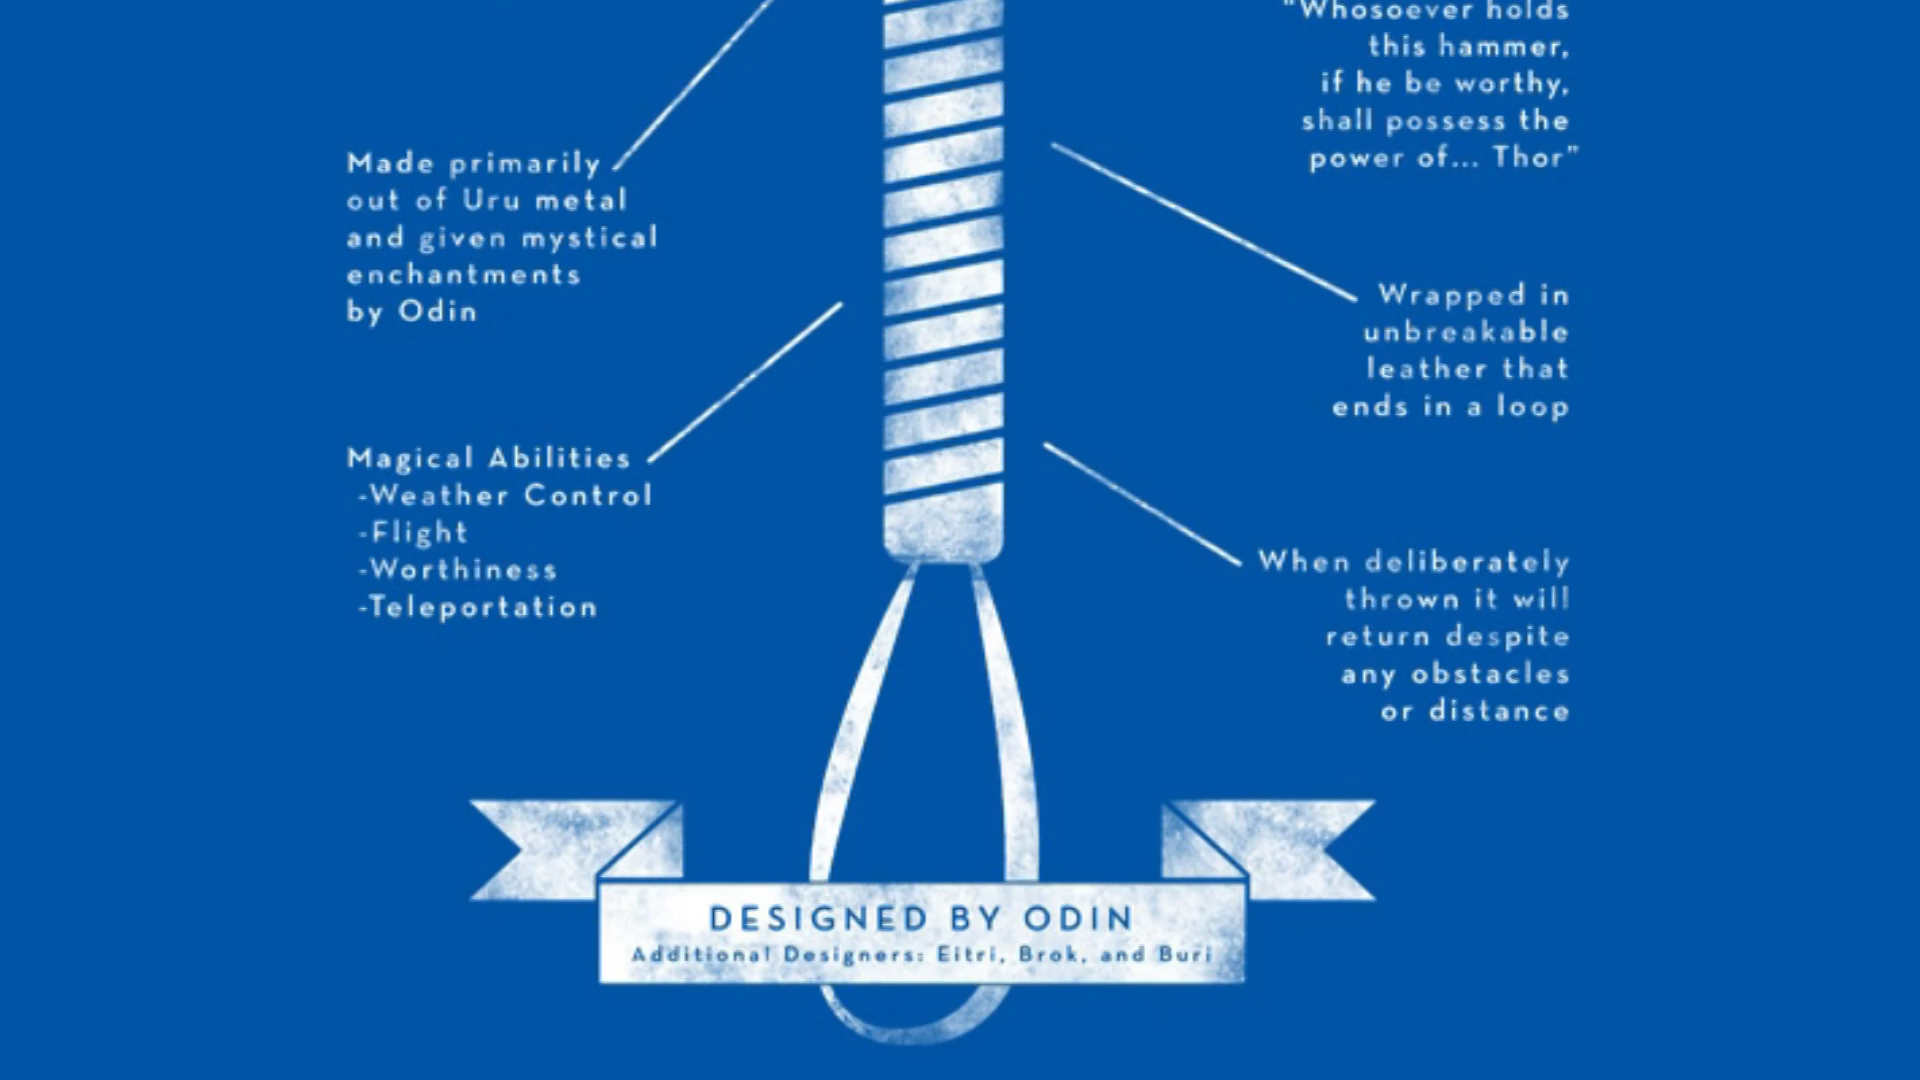 "Whosoever holds
this hammer,
if he be worthy,
shall possess the
power of... Thor"
Made primarily
out of Uru metal
and given mystical
enchantments
by Odin
Wrapped in
unbreakable
leather that
ends in a loop
Magical Abilities
-Weather Control
-Flight
-Worthiness
-Teleportation
When deliberately
thrown it will
return despite
any obstacles
or distance
DESIGNED BY ODIN
Additional Designers: Eitri, Brok, and Buri